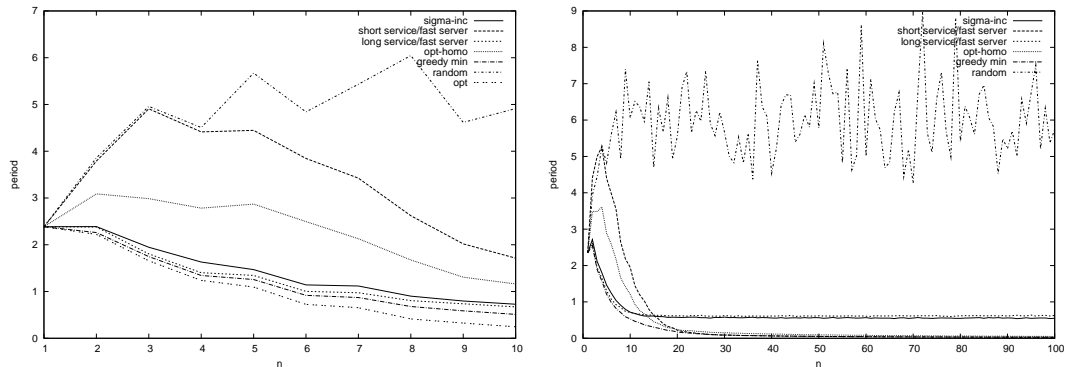 7
6
5
4
3
2
1
0
period
1 2 3 4 5 6 7 8 9 10
n
sigma-inc
short service/fast server
long service/fast server
opt-homo
greedy min
random
opt
9
8
7
6
5
4
3
2
1
0
period
0 10 20 30 40 50 60 70 80 90 100
n
sigma-inc
short service/fast server
long service/fast server
opt-homo
greedy min
random